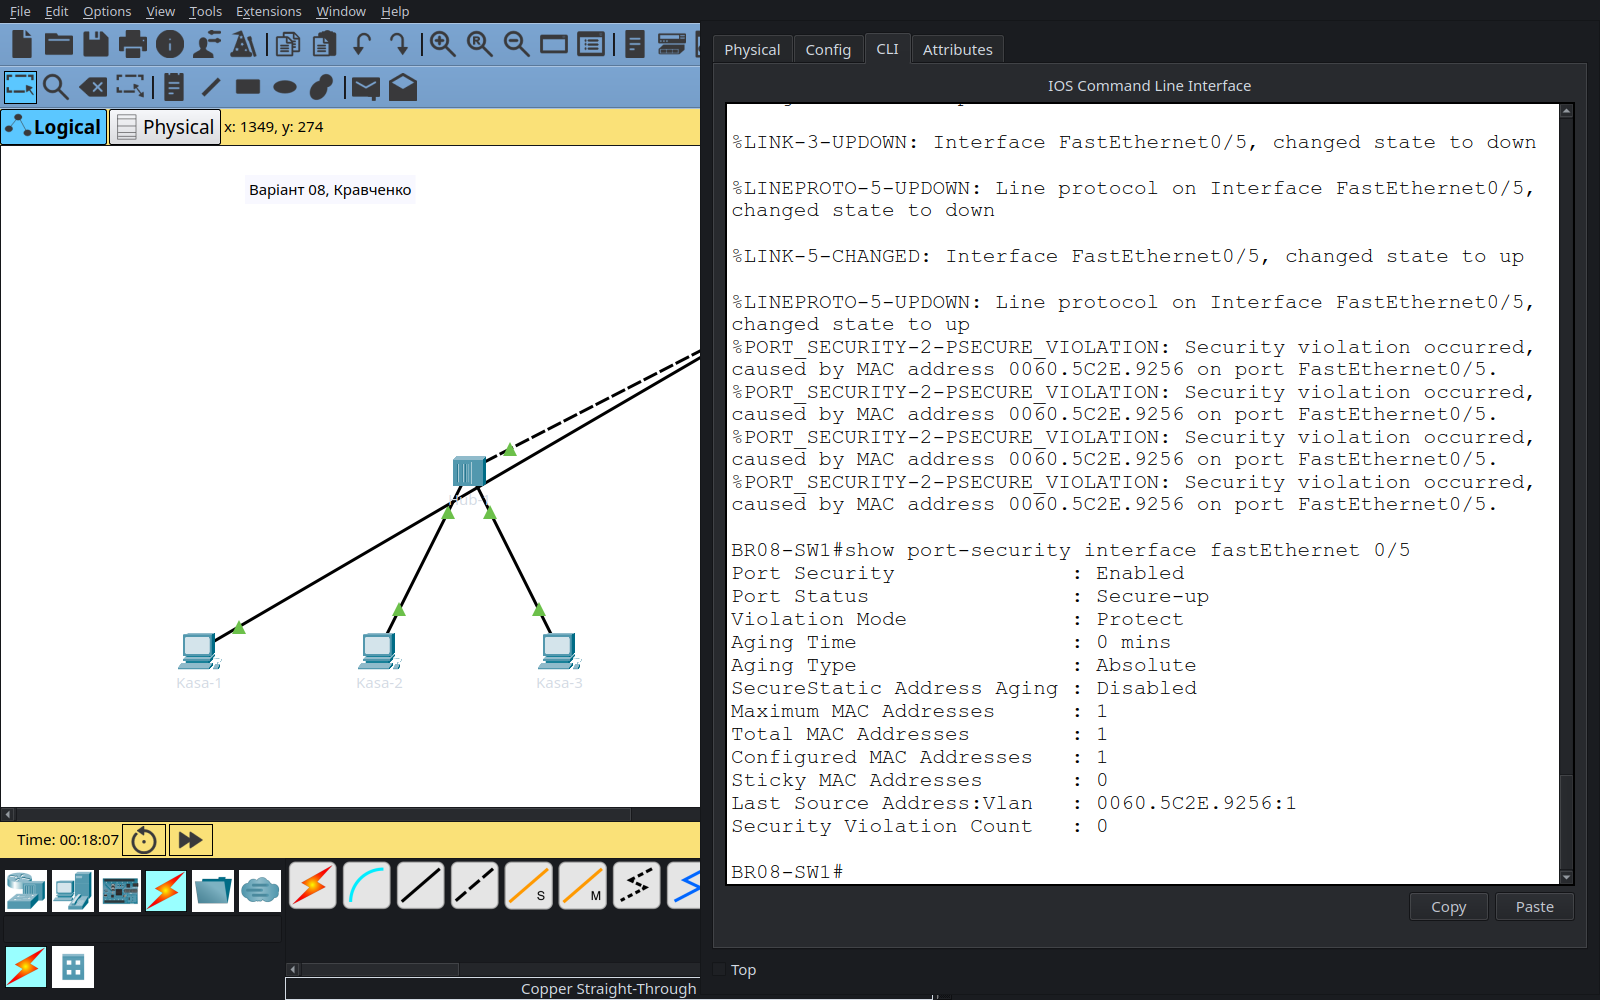 File Edit Options View Tools Extensions Window Help
Logical Physical x: 1349, y: 274
Варіант 08, Кравченко
Kasa-1 Kasa-2 Kasa-3
Time: 00:18:07
S M
Copper Straight-Through
Physical Config CLI Attributes
IOS Command Line Interface
%LINK-3-UPDOWN: Interface FastEthernet0/5, changed state to down
%LINEPROTO-5-UPDOWN: Line protocol on Interface FastEthernet0/5,
changed state to down
%LINK-5-CHANGED: Interface FastEthernet0/5, changed state to up
%LINEPROTO-5-UPDOWN: Line protocol on Interface FastEthernet0/5,
changed state to up
%PORT_SECURITY-2-PSECURE_VIOLATION: Security violation occurred,
caused by MAC address 0060.5C2E.9256 on port FastEthernet0/5.
%PORT_SECURITY-2-PSECURE_VIOLATION: Security violation occurred,
caused by MAC address 0060.5C2E.9256 on port FastEthernet0/5.
%PORT_SECURITY-2-PSECURE_VIOLATION: Security violation occurred,
caused by MAC address 0060.5C2E.9256 on port FastEthernet0/5.
%PORT_SECURITY-2-PSECURE_VIOLATION: Security violation occurred,
caused by MAC address 0060.5C2E.9256 on port FastEthernet0/5.
BR08-SW1#show port-security interface fastEthernet 0/5
Port Security : Enabled
Port Status : Secure-up
Violation Mode : Protect
Aging Time : 0 mins
Aging Type : Absolute
SecureStatic Address Aging : Disabled
Maximum MAC Addresses : 1
Total MAC Addresses : 1
Configured MAC Addresses : 1
Sticky MAC Addresses : 0
Last Source Address:Vlan : 0060.5C2E.9256:1
Security Violation Count : 0
BR08-SW1#
Copy Paste
Top